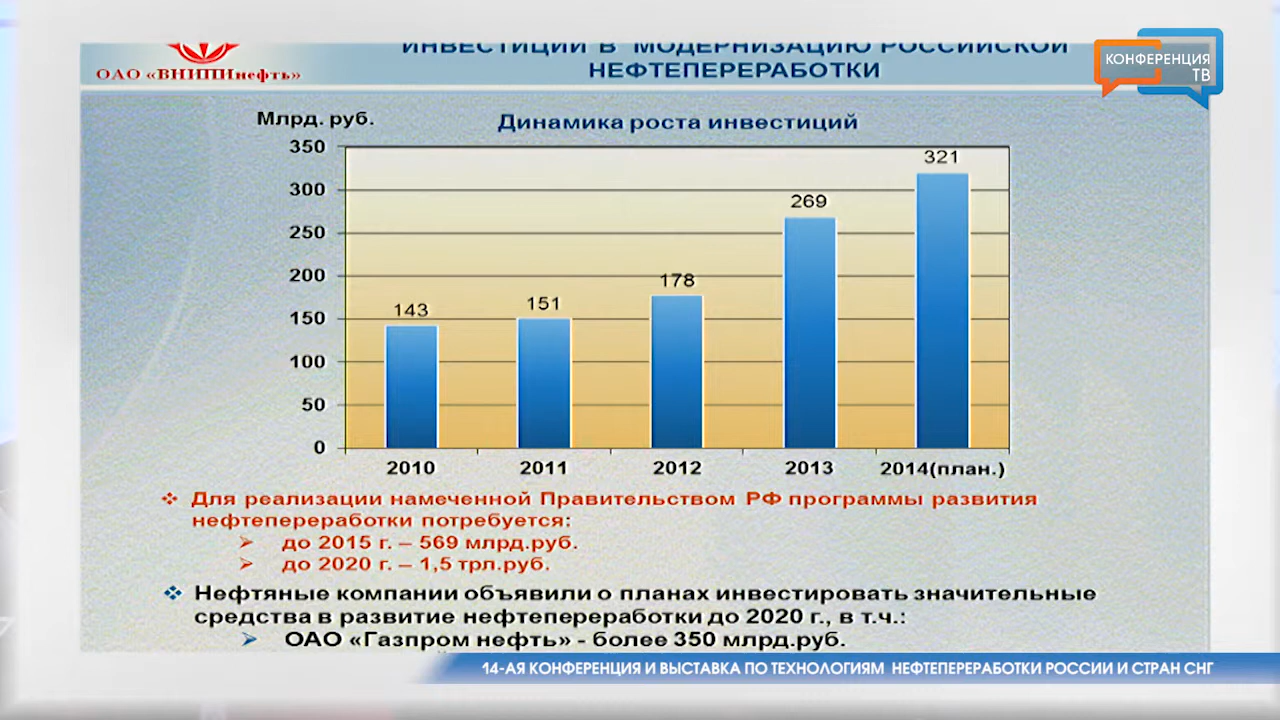 ИНВЕСТИЦИИ В МОДЕРНИЗАЦИЮ РОССИЙСКОЙ
НЕФТЕПЕРЕРАБОТКИ
ОАО «ВНИПИнефть»
КОНФЕРЕНЦИЯ
ТВ
Млрд. руб.
Динамика роста инвестиций
350
300
250
200
150
100
50
0
143
151
178
269
321
2010
2011
2012
2013
2014(план.)
Для реализации намеченной Правительством РФ программы развития
нефтепереработки потребуется:
до 2015 г. – 569 млрд.руб.
до 2020 г. – 1,5 трл.руб.
Нефтяные компании объявили о планах инвестировать значительные
средства в развитие нефтепереработки до 2020 г., в т.ч.:
ОАО «Газпром нефть» - более 350 млрд.руб.
14-АЯ КОНФЕРЕНЦИЯ И ВЫСТАВКА ПО ТЕХНОЛОГИЯМ НЕФТЕПЕРЕРАБОТКИ РОССИИ И СТРАН СНГ